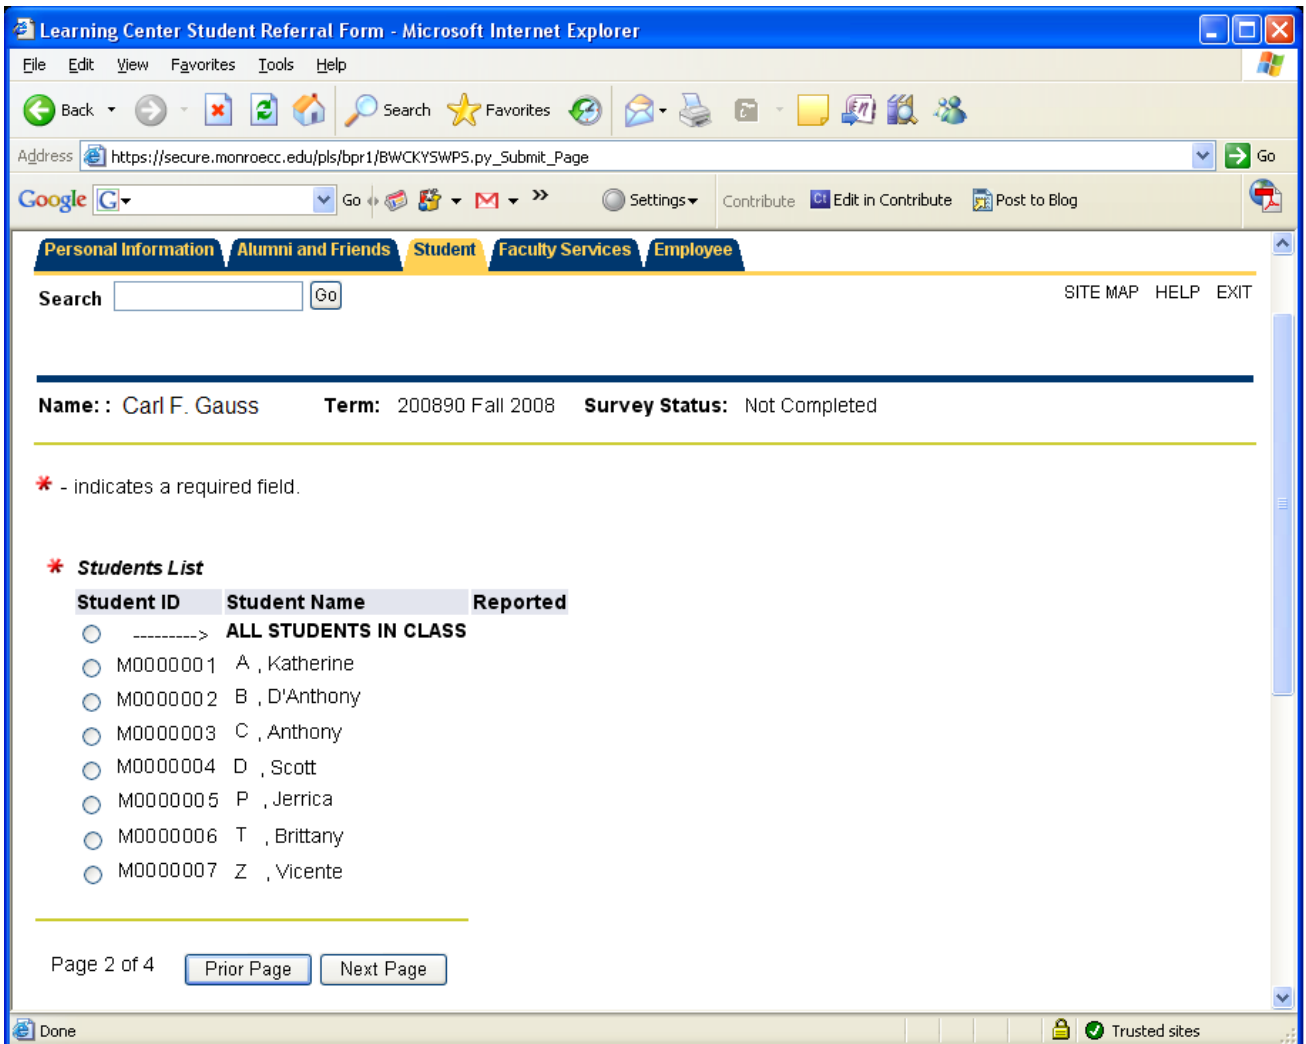 Learning Center Student Referral Form - Microsoft Internet Explorer
File Edit View Favorites Tools Help
Back Search Favorites
Address https://secure.monroecc.edu/pls/bpr1/BWCKYSWPS.py_Submit_Page Go
Google G Go » Settings Contribute Ct Edit in Contribute Post to Blog
Personal Information Alumni and Friends Student Faculty Services Employee
Search Go SITE MAP HELP EXIT
Name: : Carl F. Gauss Term: 200890 Fall 2008 Survey Status: Not Completed
* - indicates a required field.
* Students List
Student ID Student Name Reported
---------> ALL STUDENTS IN CLASS
M0000001 A , Katherine
M0000002 B , D'Anthony
M0000003 C , Anthony
M0000004 D , Scott
M0000005 P , Jerrica
M0000006 T , Brittany
M0000007 Z , Vicente
Page 2 of 4 Prior Page Next Page
Done Trusted sites